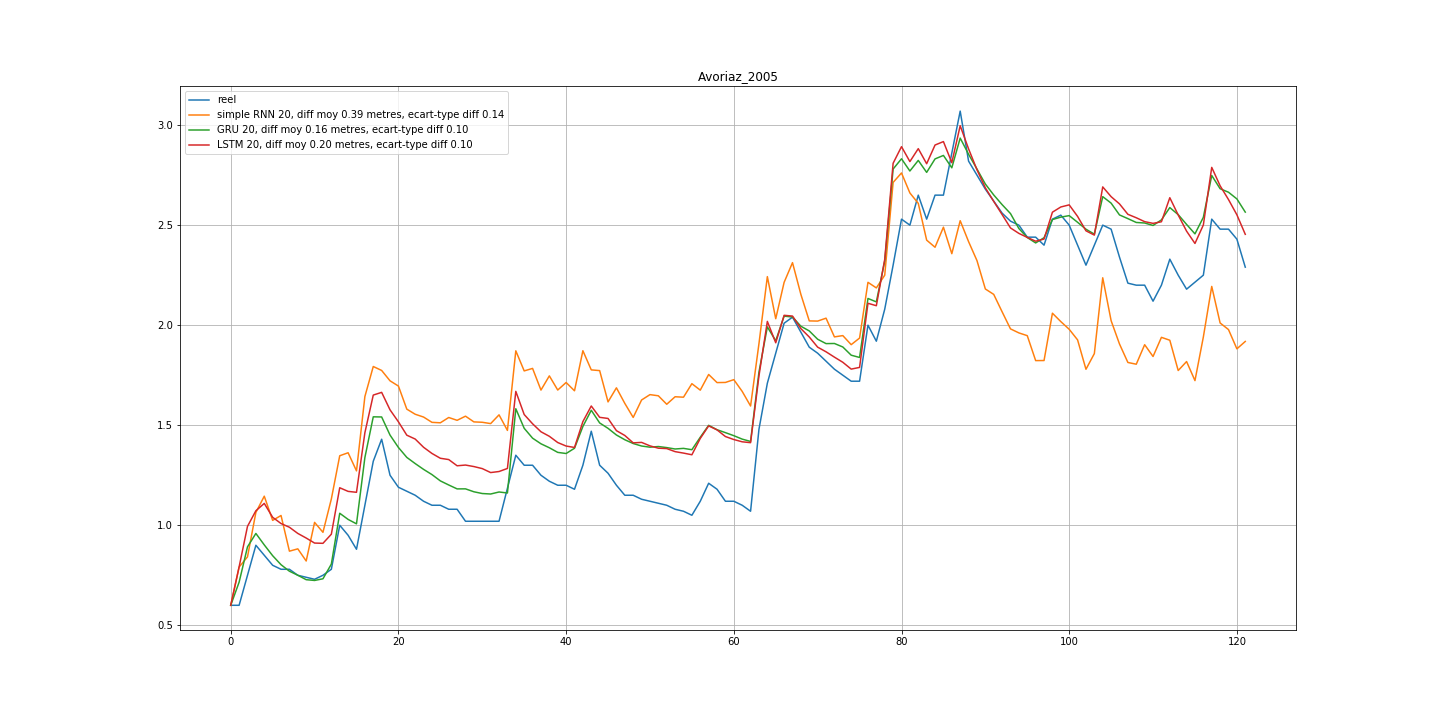 Avoriaz_2005
reel
simple RNN 20, diff moy 0.39 metres, ecart-type diff 0.14
GRU 20, diff moy 0.16 metres, ecart-type diff 0.10
LSTM 20, diff moy 0.20 metres, ecart-type diff 0.10
3.0
2.5
2.0
1.5
1.0
0.5
0 20 40 60 80 100 120